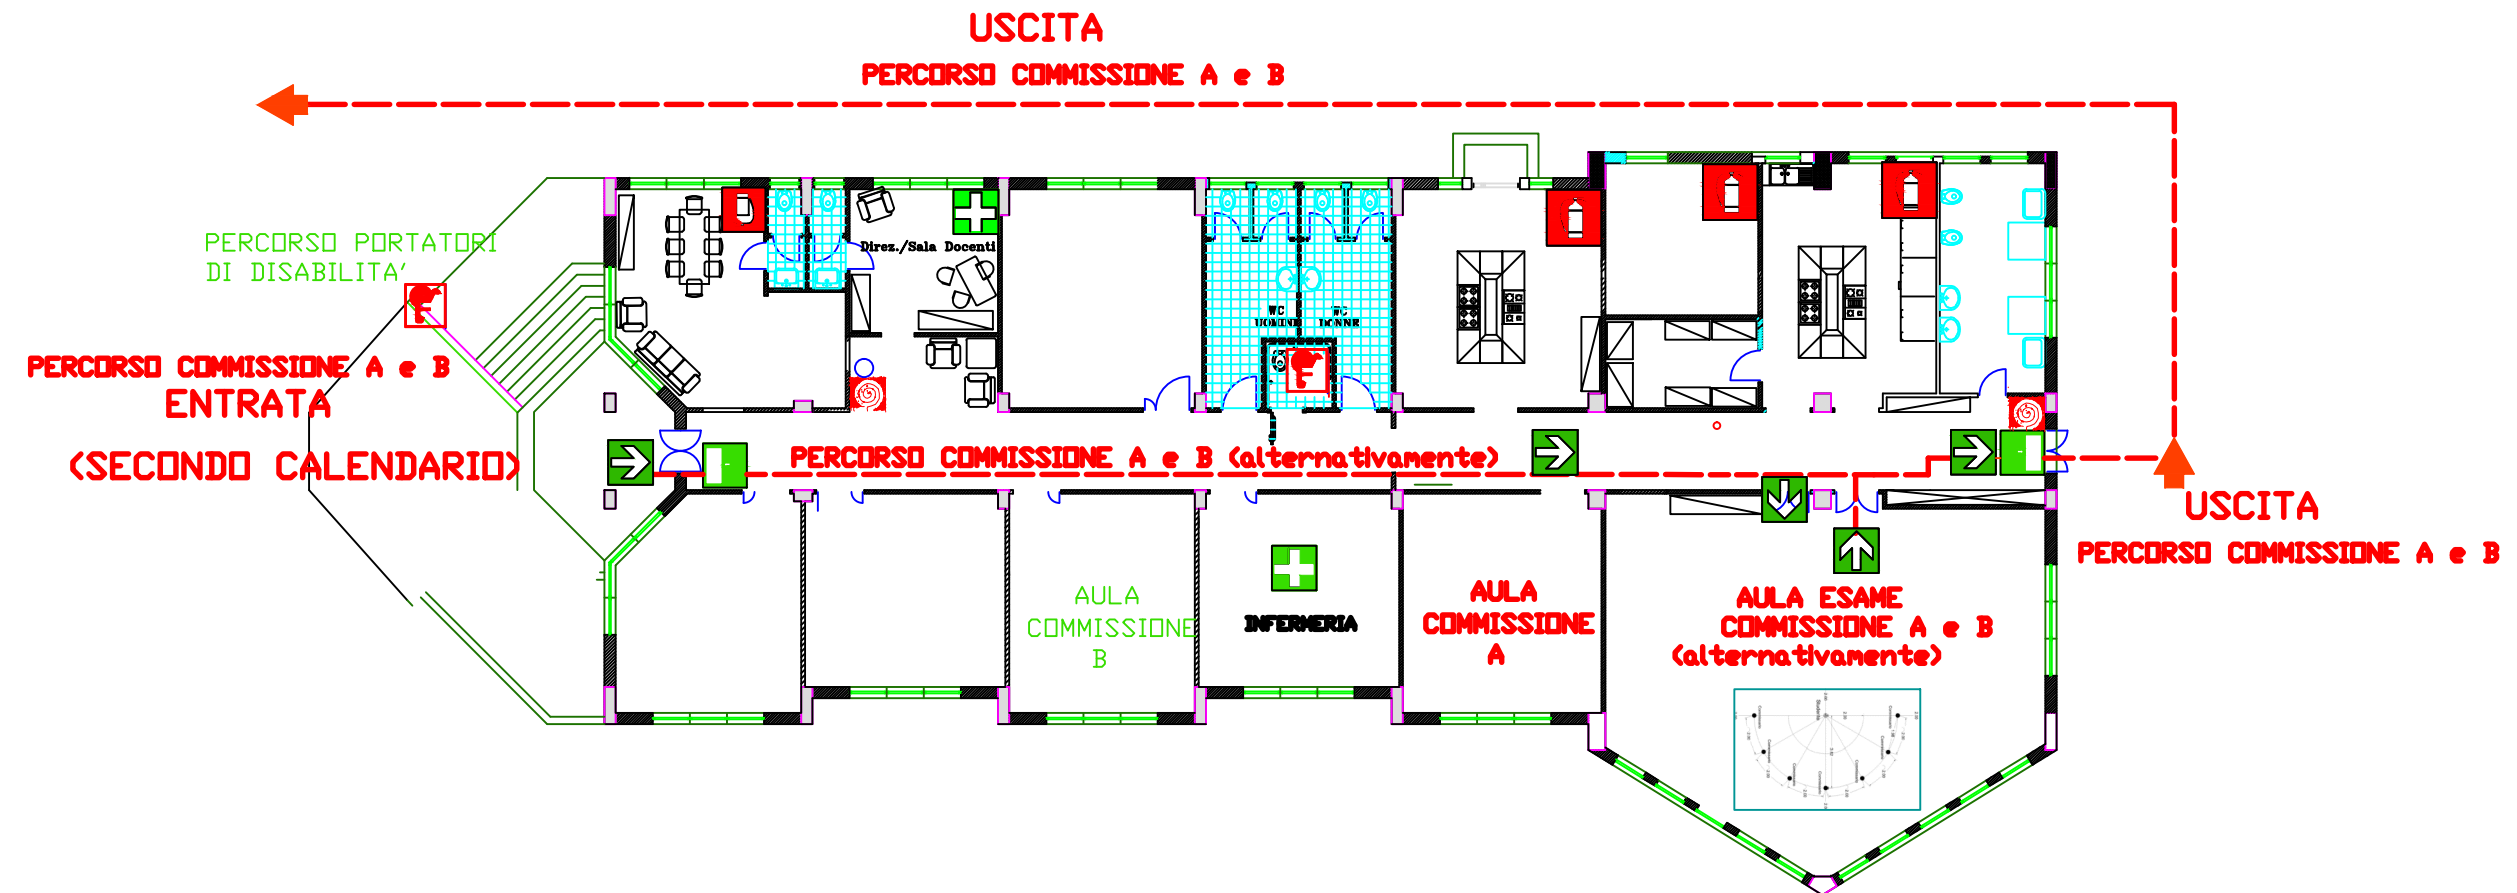 USCITA
PERCORSO COMMISSIONE A e B
PERCORSO PORTATORI
DI DISABILITA'
Direz./Sala Docenti
WC
UOMINI
WC
DONNE
PERCORSO COMMISSIONE A e B
ENTRATA
(SECONDO CALENDARIO)
PERCORSO COMMISSIONE A e B (alternativamente)
USCITA
PERCORSO COMMISSIONE A e B
AULA
COMMISSIONE
B
INFERMERIA
AULA
COMMISSIONE
A
AULA ESAME
COMMISSIONE A e B
(alternativamente)